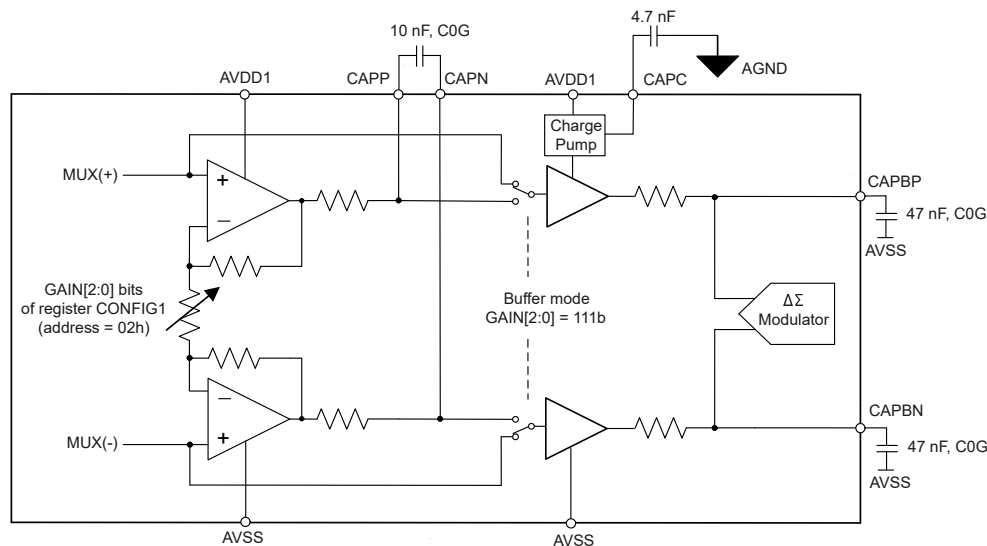 10 nF, C0G
4.7 nF
AGND
AVDD1
CAPP
CAPN
AVDD1
CAPC
Charge
Pump
MUX(+)
+
–
CAPBP
47 nF, C0G
AVSS
GAIN[2:0] bits
of register CONFIG1
(address = 02h)
Buffer mode
GAIN[2:0] = 111b
ΔΣ
Modulator
–
+
MUX(-)
CAPBN
47 nF, C0G
AVSS
AVSS
AVSS